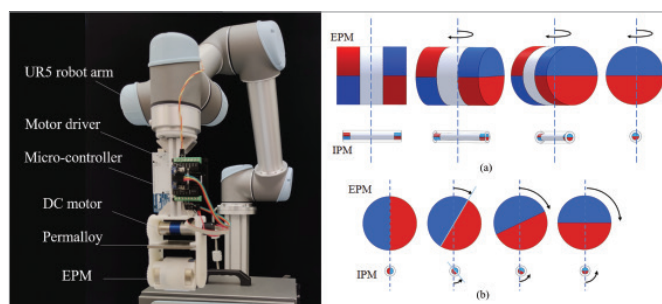 UR5 robot arm
Motor driver
Micro-controller
DC motor
Permalloy
EPM
EPM
IPM
(a)
EPM
IPM
(b)